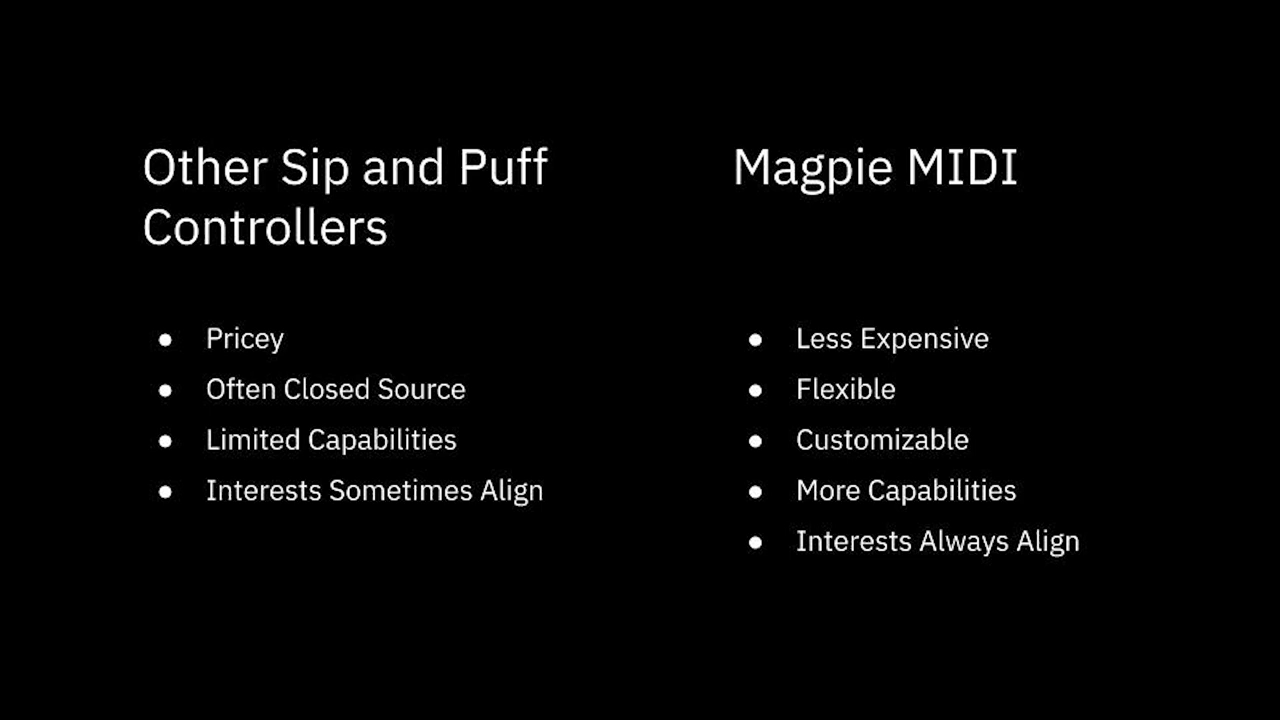 Other Sip and Puff
Controllers
● Pricey
● Often Closed Source
● Limited Capabilities
● Interests Sometimes Align
Magpie MIDI
● Less Expensive
● Flexible
● Customizable
● More Capabilities
● Interests Always Align